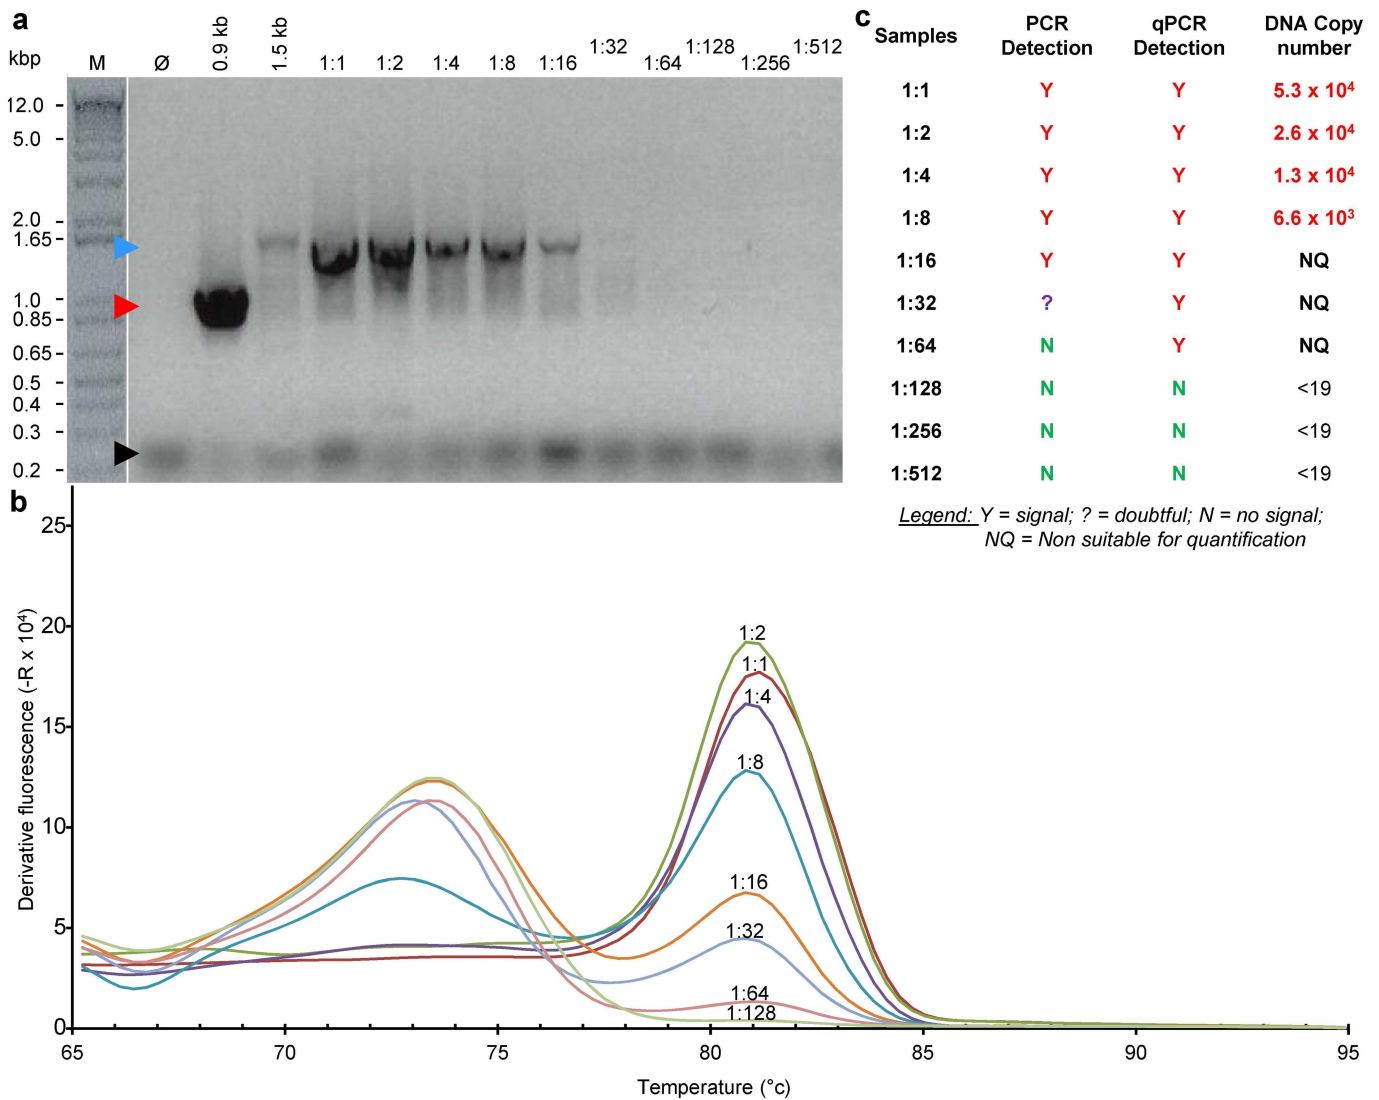 a
kbp
M Ø 0.9 kb 1.5 kb 1:1 1:2 1:4 1:8 1:16 1:32 1:64 1:128 1:256 1:512
12.0
5.0
2.0
1.65
1.0
0.85
0.65
0.5
0.4
0.3
0.2
c
Samples PCR Detection qPCR Detection DNA Copy number
1:1 Y Y 5.3 x 10⁴
1:2 Y Y 2.6 x 10⁴
1:4 Y Y 1.3 x 10⁴
1:8 Y Y 6.6 x 10³
1:16 Y Y NQ
1:32 ? Y NQ
1:64 N Y NQ
1:128 N N <19
1:256 N N <19
1:512 N N <19
Legend: Y = signal; ? = doubtful; N = no signal;
NQ = Non suitable for quantification
b
Derivative fluorescence (-R x 10⁴)
25
20
15
10
5
0
1:2
1:1
1:4
1:8
1:16
1:32
1:64
1:128
65 70 75 80 85 90 95
Temperature (°c)